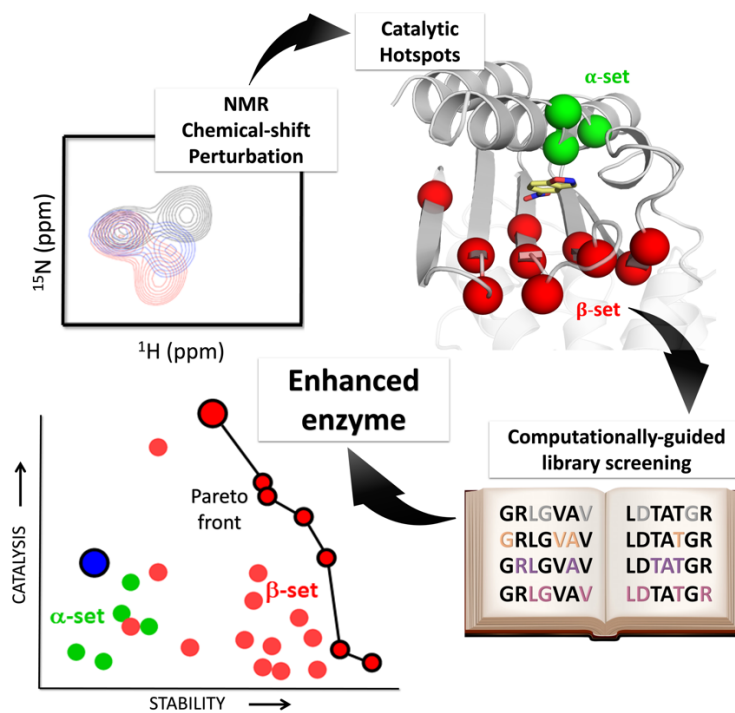 NMR
Chemical-shift
Perturbation
Catalytic
Hotspots
α-set
β-set
¹⁵N (ppm)
¹H (ppm)
Computationally-guided
library screening
GRLGVAV LDTATGR
GRLGVAV LDTATGR
GRLGVAV LDTATGR
GRLGVAV LDTATGR
Enhanced
enzyme
Pareto
front
α-set
β-set
CATALYSIS
STABILITY